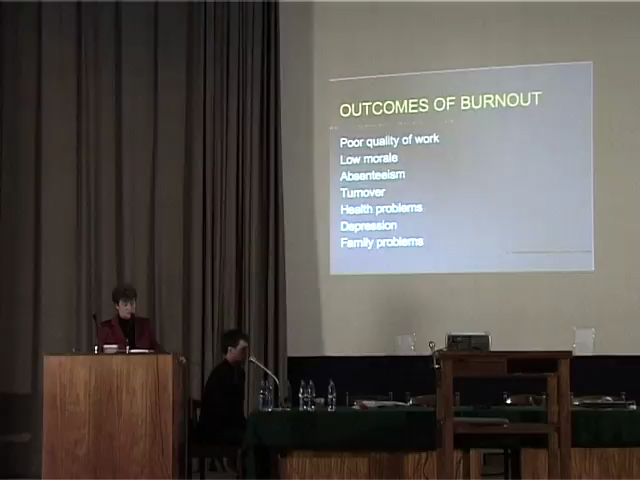 OUTCOMES OF BURNOUT
Poor quality of work
Low morale
Absenteeism
Turnover
Health problems
Depression
Family problems